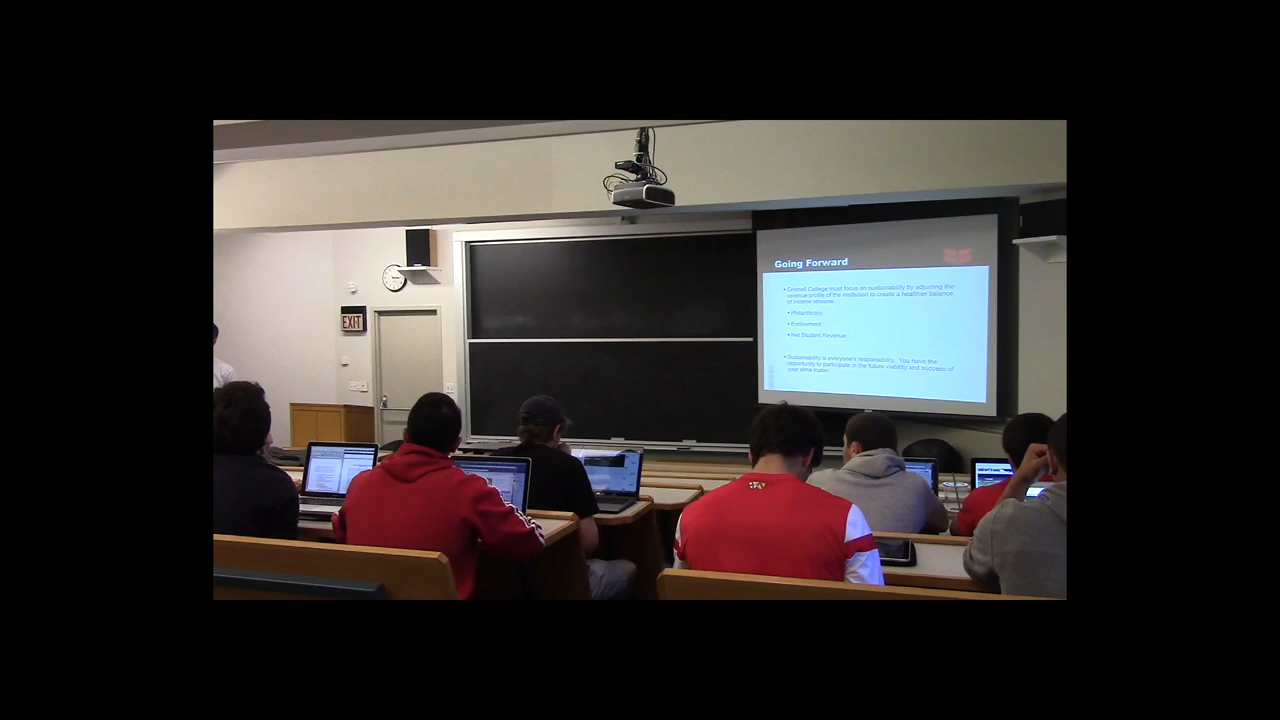 EXIT
Going Forward
• Grinnell College must focus on sustainability by adjusting the
revenue profile of the institution to create a healthier balance
of income streams.
• Philanthropy
• Endowment
• Net Student Revenue
• Sustainability is everyone's responsibility. You have the
opportunity to participate in the future viability and success of
your alma mater.